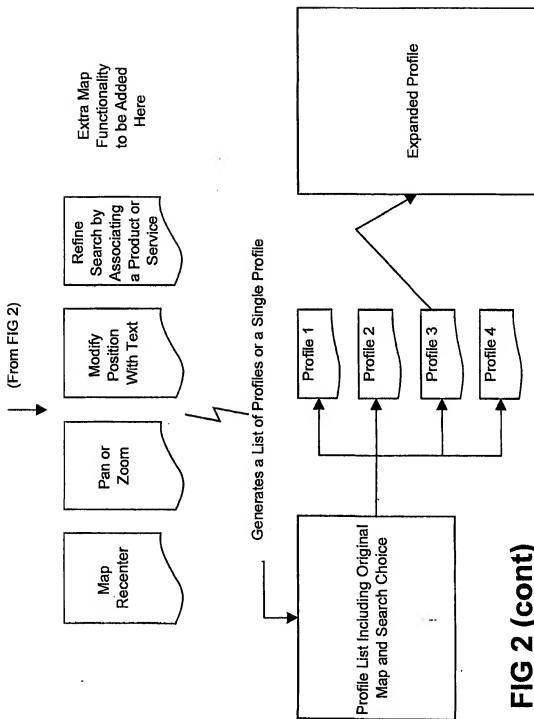 (From FIG 2)
Map
Recenter
Pan or
Zoom
Modify
Position
With Text
Refine
Search by
Associating
a Product or
Service
Extra Map
Functionality
to be Added
Here
Generates a List of Profiles or a Single Profile
Profile List Including Original
Map and Search Choice
Profile 1
Profile 2
Profile 3
Profile 4
Expanded Profile
FIG 2 (cont)